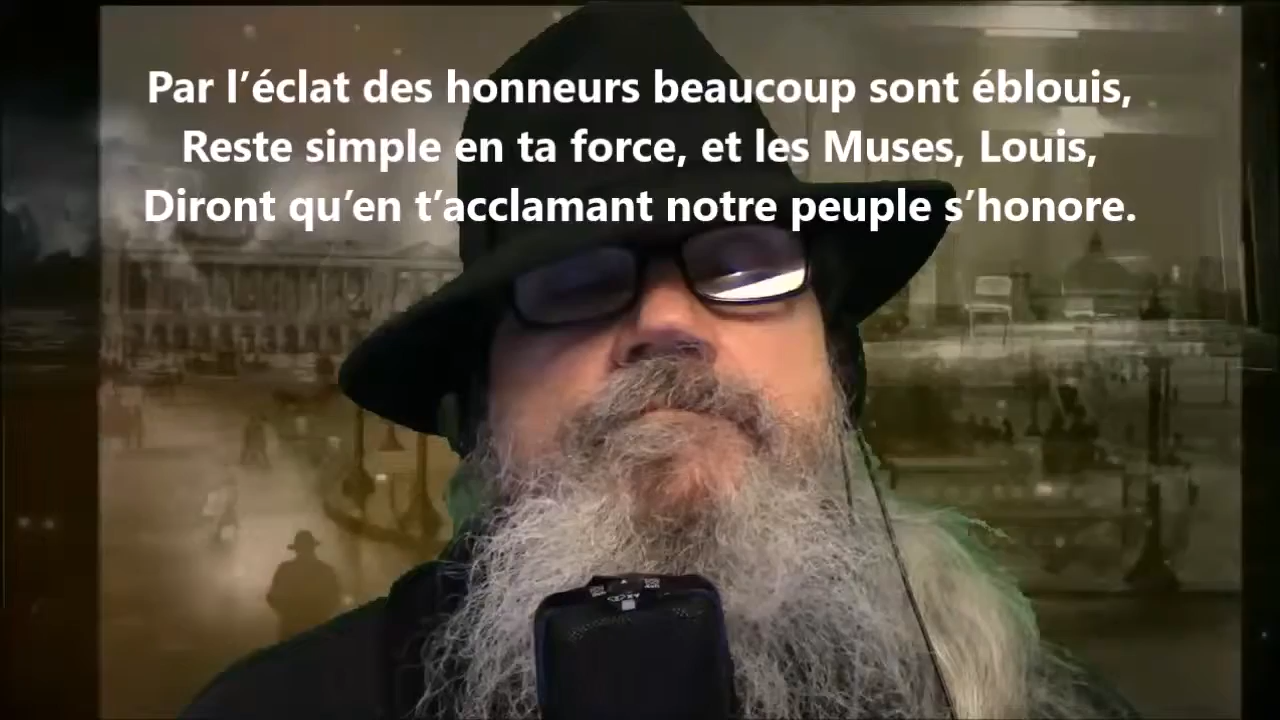 Par l’éclat des honneurs beaucoup sont éblouis,
Reste simple en ta force, et les Muses, Louis,
Diront qu’en t’acclamant notre peuple s’honore.